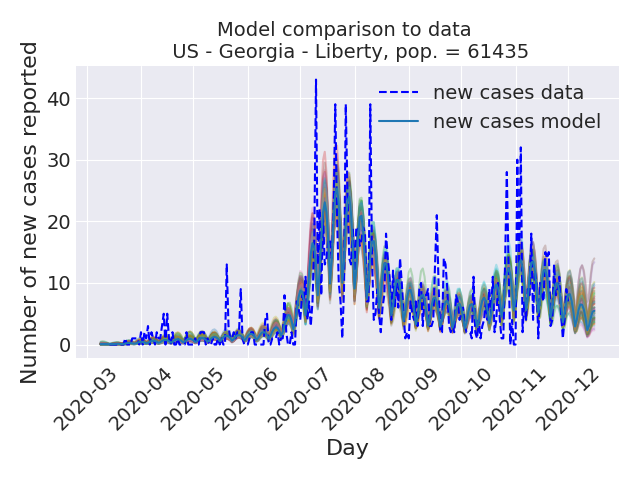 Model comparison to data
US - Georgia - Liberty, pop. = 61435
Number of new cases reported
40
30
20
10
0
new cases data
new cases model
2020-03
2020-04
2020-05
2020-06
2020-07
2020-08
2020-09
2020-10
2020-11
2020-12
Day